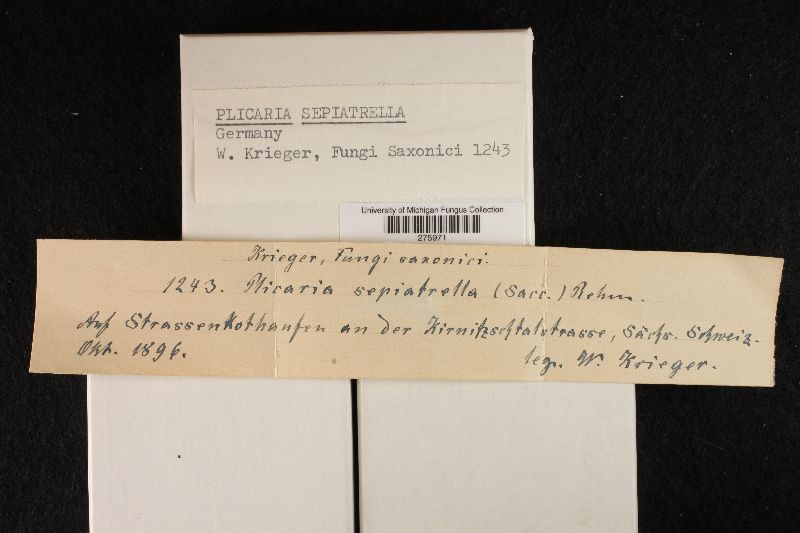 PLICARIA SEPIATRELLA
Germany
W. Krieger, Fungi Saxonici 1243
University of Michigan Fungus Collection
275971
Krieger, Fungi saxonici.
1243. Plicaria sepiatrella (Sacc.) Rehm.
Auf Strassenkothaufen an der Kirnitzschtalstrasse, Sächs. Schweiz.
Okt. 1896. leg. W. Krieger.